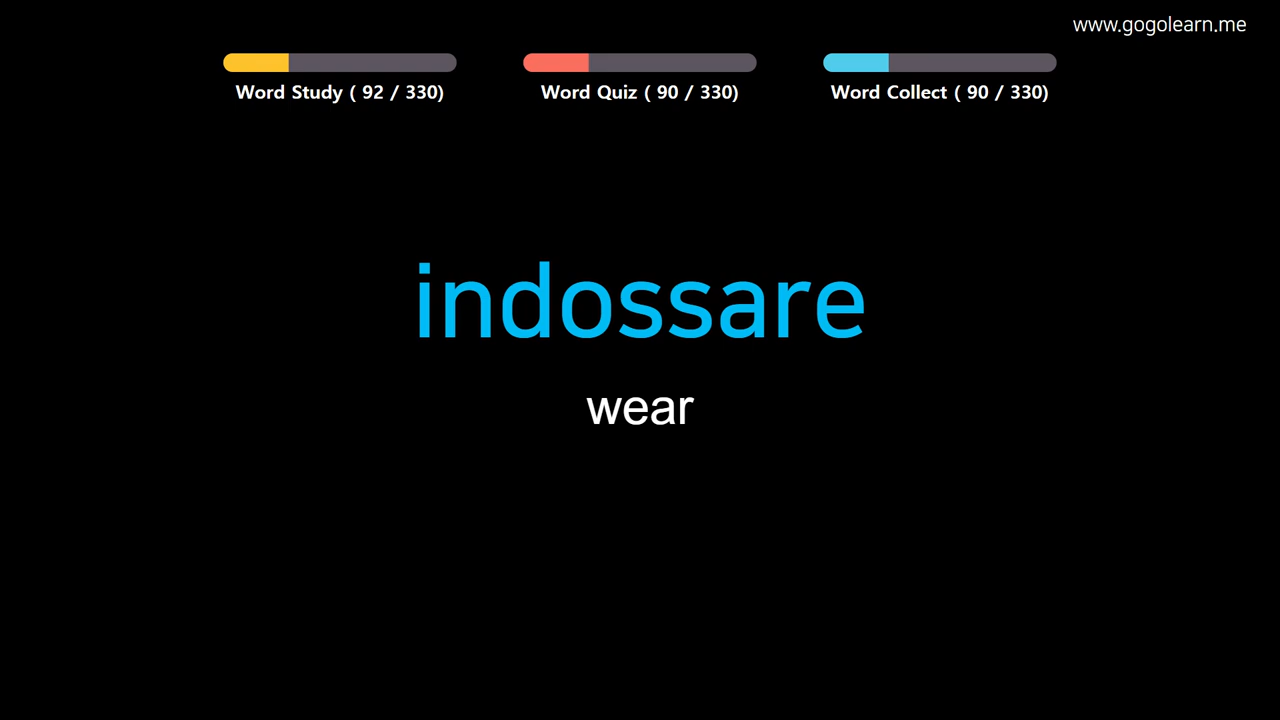 www.gogolearn.me
Word Study ( 92 / 330)
Word Quiz ( 90 / 330)
Word Collect ( 90 / 330)
indossare
wear